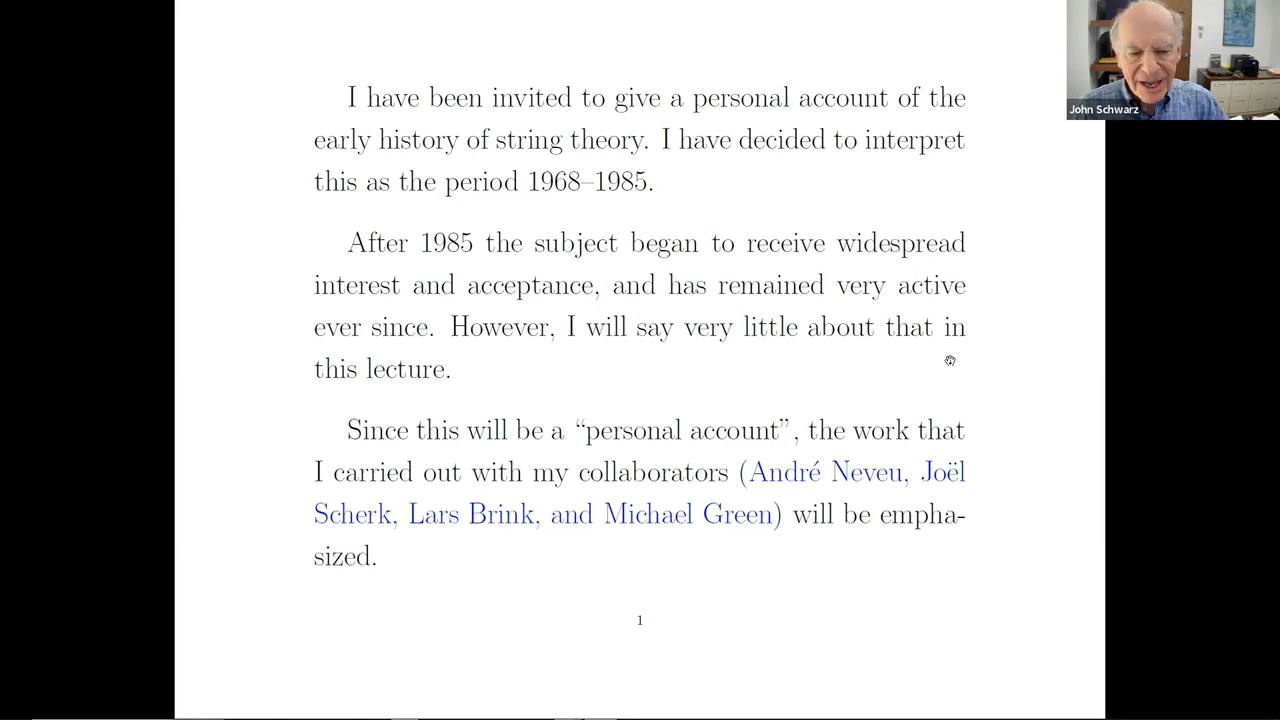 I have been invited to give a personal account of the
early history of string theory. I have decided to interpret
this as the period 1968–1985.
After 1985 the subject began to receive widespread
interest and acceptance, and has remained very active
ever since. However, I will say very little about that in
this lecture.
Since this will be a “personal account”, the work that
I carried out with my collaborators (André Neveu, Joël
Scherk, Lars Brink, and Michael Green) will be empha-
sized.
1
John Schwarz